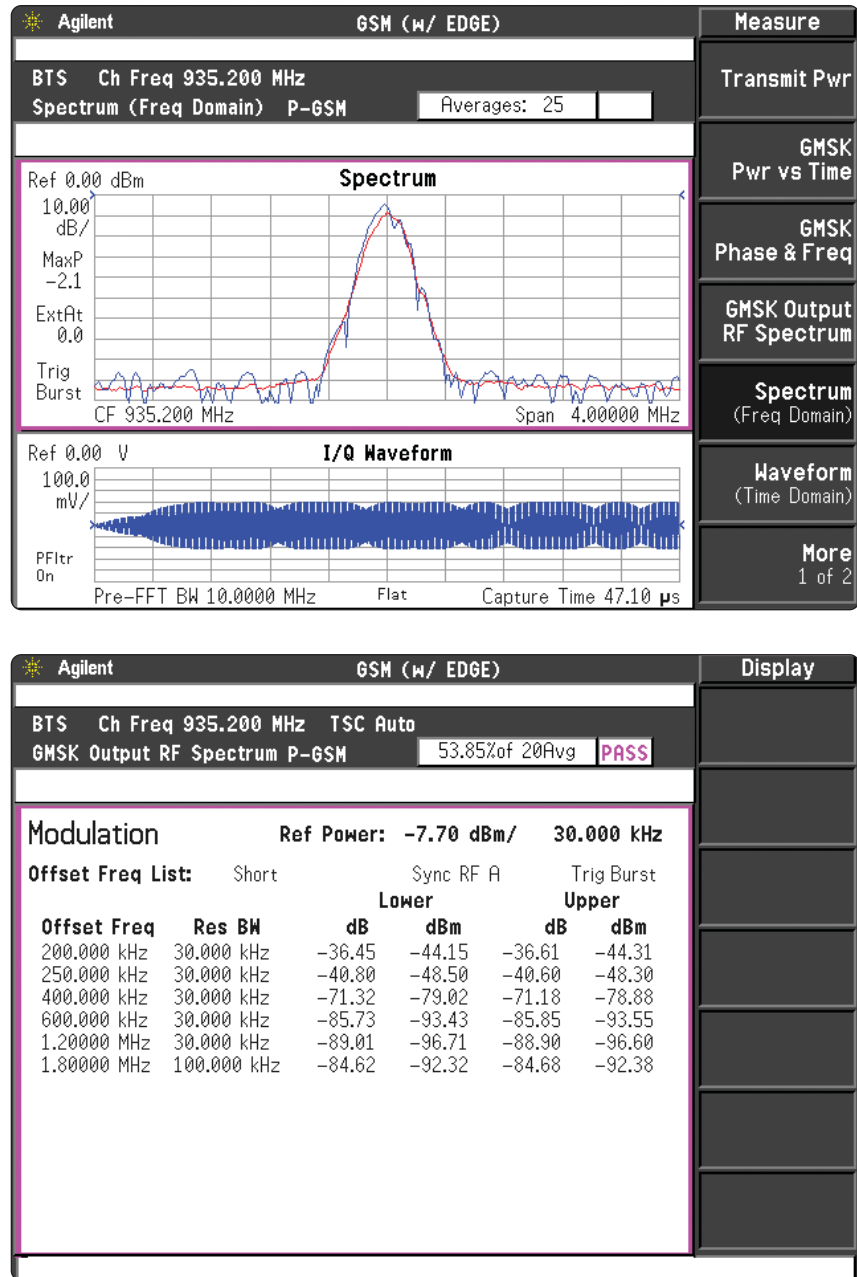 Agilent GSM (w/ EDGE) Measure
BTS Ch Freq 935.200 MHz
Spectrum (Freq Domain) P-GSM Averages: 25
Transmit Pwr
GMSK
Pwr vs Time
GMSK
Phase & Freq
GMSK Output
RF Spectrum
Spectrum
(Freq Domain)
Waveform
(Time Domain)
More
1 of 2
Ref 0.00 dBm Spectrum
10.00
dB/
MaxP
-2.1
ExtAt
0.0
Trig
Burst
CF 935.200 MHz Span 4.00000 MHz
Ref 0.00 V I/Q Waveform
100.0
mV/
PFltr
On
Pre-FFT BW 10.0000 MHz Flat Capture Time 47.10 µs
Agilent GSM (w/ EDGE) Display
BTS Ch Freq 935.200 MHz TSC Auto
GMSK Output RF Spectrum P-GSM 53.85%of 20Avg PASS
Modulation Ref Power: -7.70 dBm/ 30.000 kHz
Offset Freq List: Short Sync RF A Trig Burst
Lower Upper
Offset Freq Res BW dB dBm dB dBm
200.000 kHz 30.000 kHz -36.45 -44.15 -36.61 -44.31
250.000 kHz 30.000 kHz -40.80 -48.50 -40.60 -48.30
400.000 kHz 30.000 kHz -71.32 -79.02 -71.18 -78.88
600.000 kHz 30.000 kHz -85.73 -93.43 -85.85 -93.55
1.20000 MHz 30.000 kHz -89.01 -96.71 -88.90 -96.60
1.80000 MHz 100.000 kHz -84.62 -92.32 -84.68 -92.38